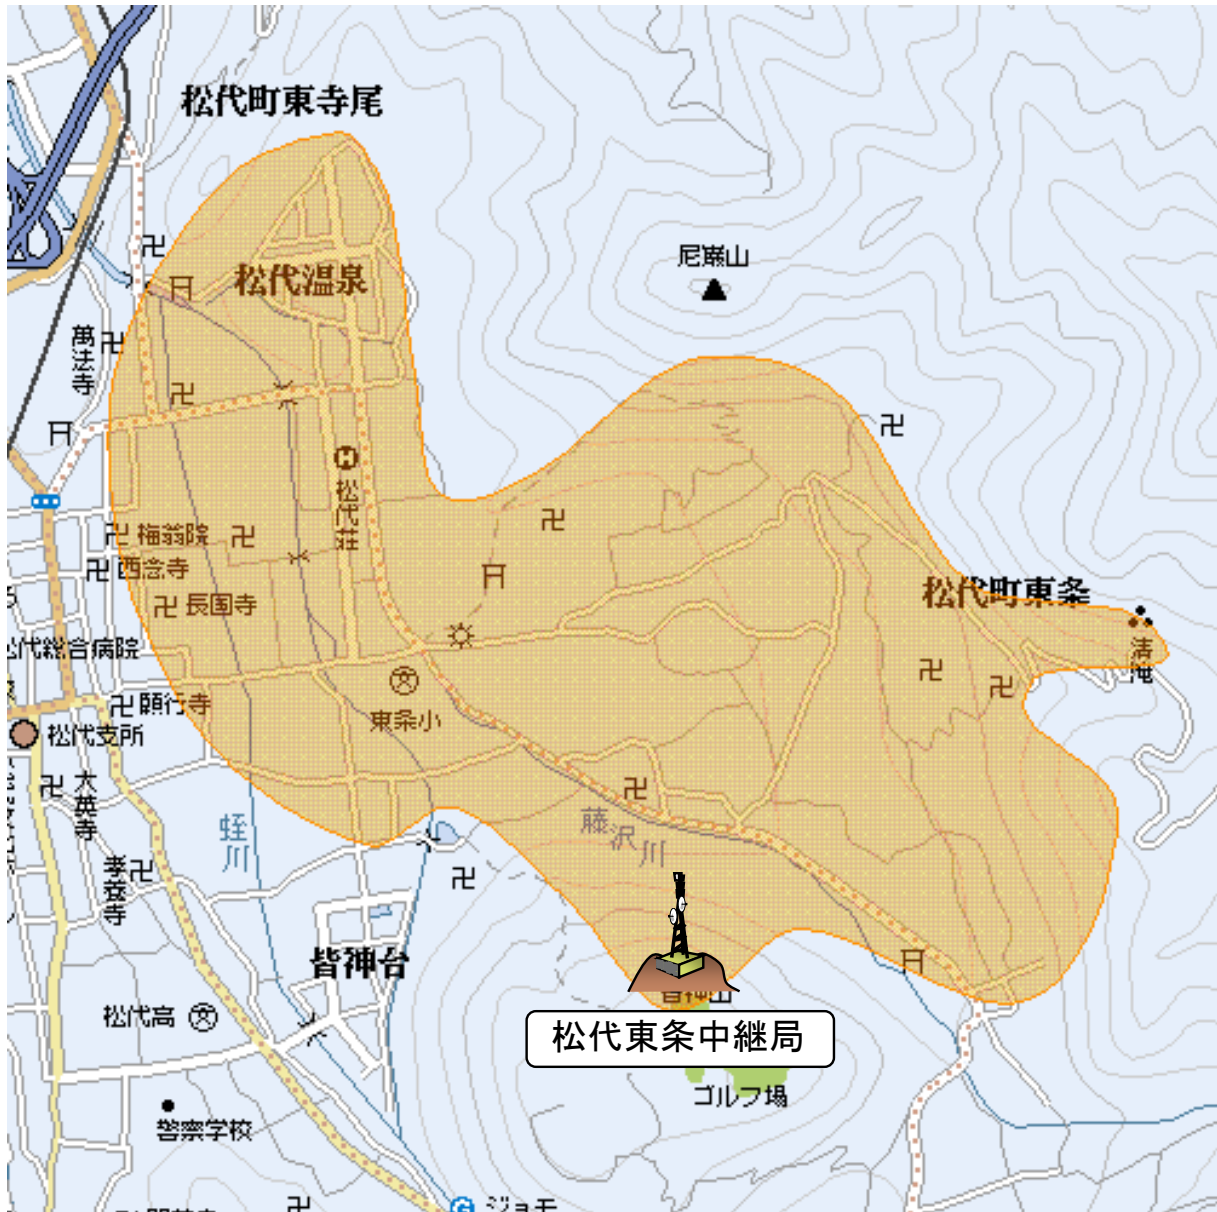 松代町東寺尾
尼巌山
松代温泉
萬法寺
松代荘
梅翁院
西念寺
長国寺
松代町東条
清滝
松代総合病院
願行寺
東条小
松代支所
大英寺
藤沢川
蛭川
孝養寺
皆神台
皆神山
松代高
松代東条中継局
ゴルフ場
警察学校
ジョモ